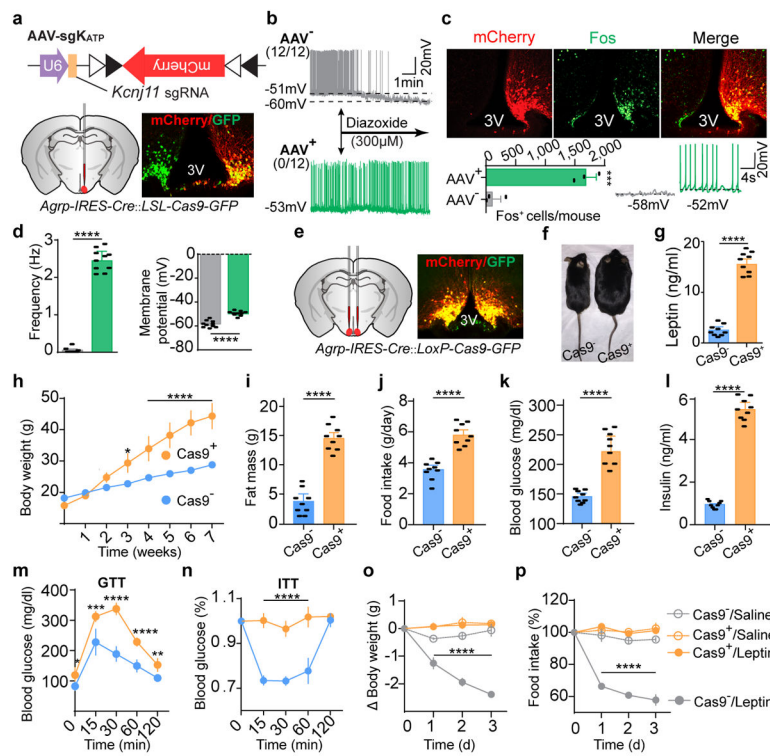 a
AAV-sgKATP
U6
mCherry
Kcnj11 sgRNA
mCherry/GFP
3V
Agrp-IRES-Cre::LSL-Cas9-GFP
b
AAV-
(12/12)
20mV
1min
-51mV
-60mV
Diazoxide
(300µM)
AAV+
(0/12)
-53mV
c
mCherry
Fos
Merge
3V
3V
3V
0
500
1,000
1,500
2,000
AAV+
***
AAV-
Fos+ cells/mouse
20mV
4s
-58mV
-52mV
d
Frequency (Hz)
4
3
2
1
0
****
Membrane
potential (mV)
0
-20
-40
-60
-80
****
e
mCherry/GFP
3V
Agrp-IRES-Cre::LoxP-Cas9-GFP
f
Cas9-
Cas9+
g
Leptin (ng/ml)
20
15
10
5
0
****
Cas9-
Cas9+
h
Body weight (g)
50
40
30
20
*
****
Cas9+
Cas9-
1 2 3 4 5 6 7
Time (weeks)
i
Fat mass (g)
20
15
10
5
0
****
Cas9-
Cas9+
j
Food intake (g/day)
8
6
4
2
0
****
Cas9-
Cas9+
k
Blood glucose (mg/dl)
300
250
200
150
100
****
Cas9-
Cas9+
l
Insulin (ng/ml)
6
4
2
0
****
Cas9-
Cas9+
m
GTT
Blood glucose (mg/dl)
400
300
200
100
0
*
***
****
****
**
0 15 30 60 120
Time (min)
n
ITT
Blood glucose (%)
1.0
0.9
0.7
****
0 15 30 60 120
Time (min)
o
Δ Body weight (g)
0
-2
****
0 1 2 3
Time (d)
p
Food intake (%)
120
100
80
60
****
0 1 2 3
Time (d)
Cas9-/Saline
Cas9+/Saline
Cas9+/Leptin
Cas9-/Leptin